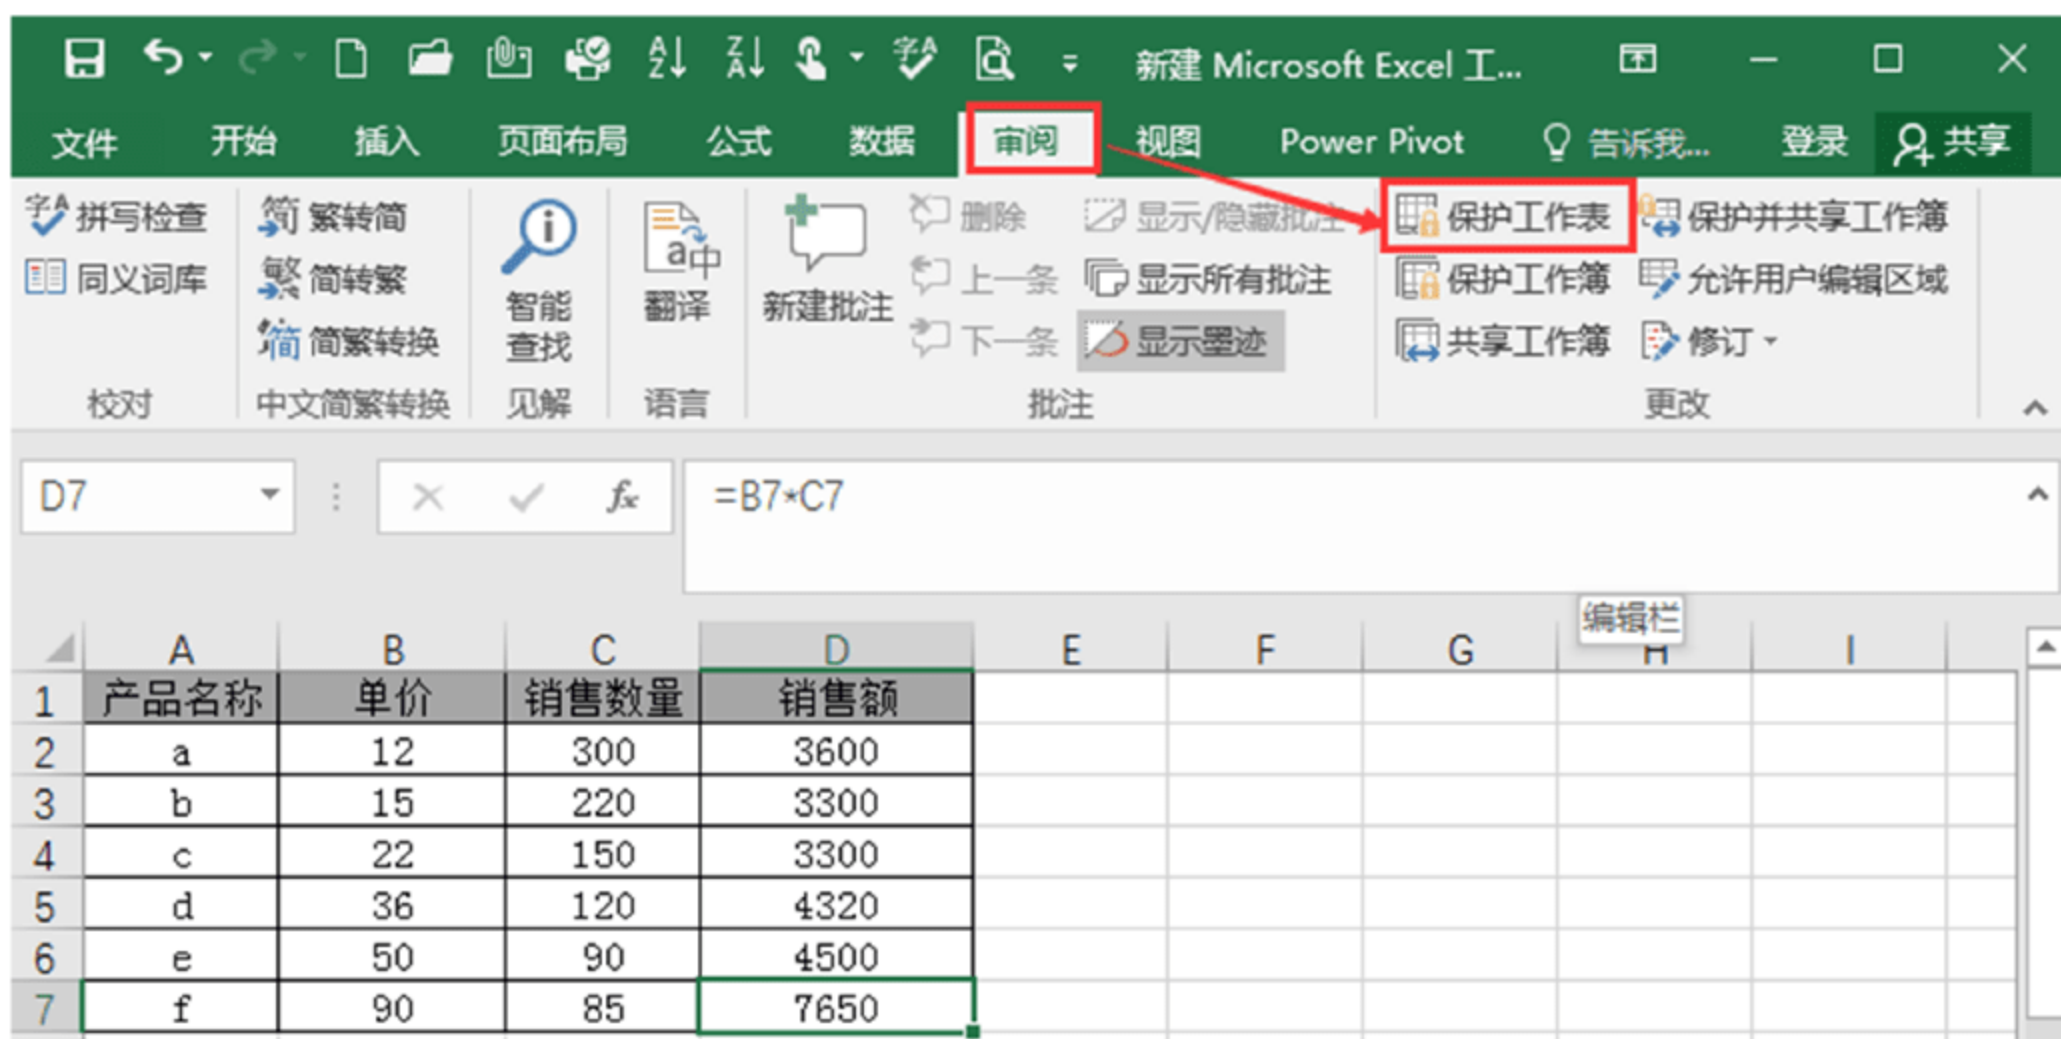 新建 Microsoft Excel 工...
文件 开始 插入 页面布局 公式 数据 审阅 视图 Power Pivot 告诉我... 登录 共享
拼写检查 繁转简 删除 显示/隐藏批注 保护工作表 保护并共享工作簿
同义词库 简转繁 智能 翻译 新建批注 上一条 显示所有批注 保护工作簿 允许用户编辑区域
简繁转换 查找 下一条 显示墨迹 共享工作簿 修订
校对 中文简繁转换 见解 语言 批注 更改
D7 fx =B7*C7
编辑栏
A B C D E F G H I
1 产品名称 单价 销售数量 销售额
2 a 12 300 3600
3 b 15 220 3300
4 c 22 150 3300
5 d 36 120 4320
6 e 50 90 4500
7 f 90 85 7650